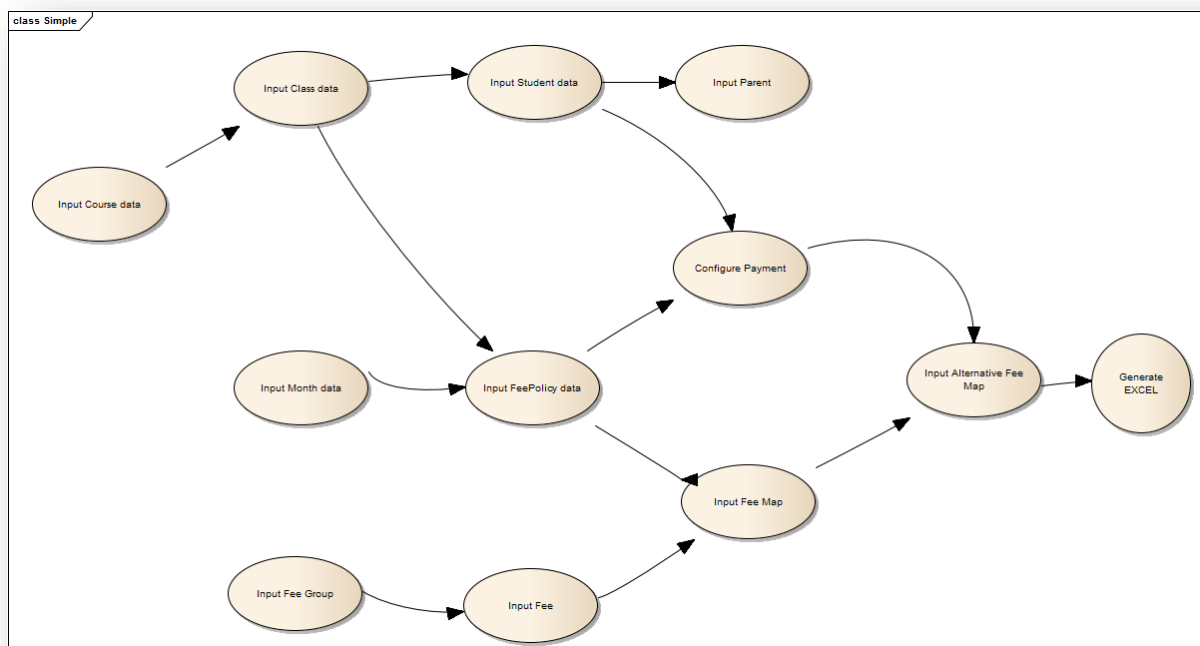 class Simple
Input Class data
Input Student data
Input Parent
Input Course data
Configure Payment
Input Month data
Input FeePolicy data
Input Alternative Fee
Map
Generate
EXCEL
Input Fee Map
Input Fee Group
Input Fee